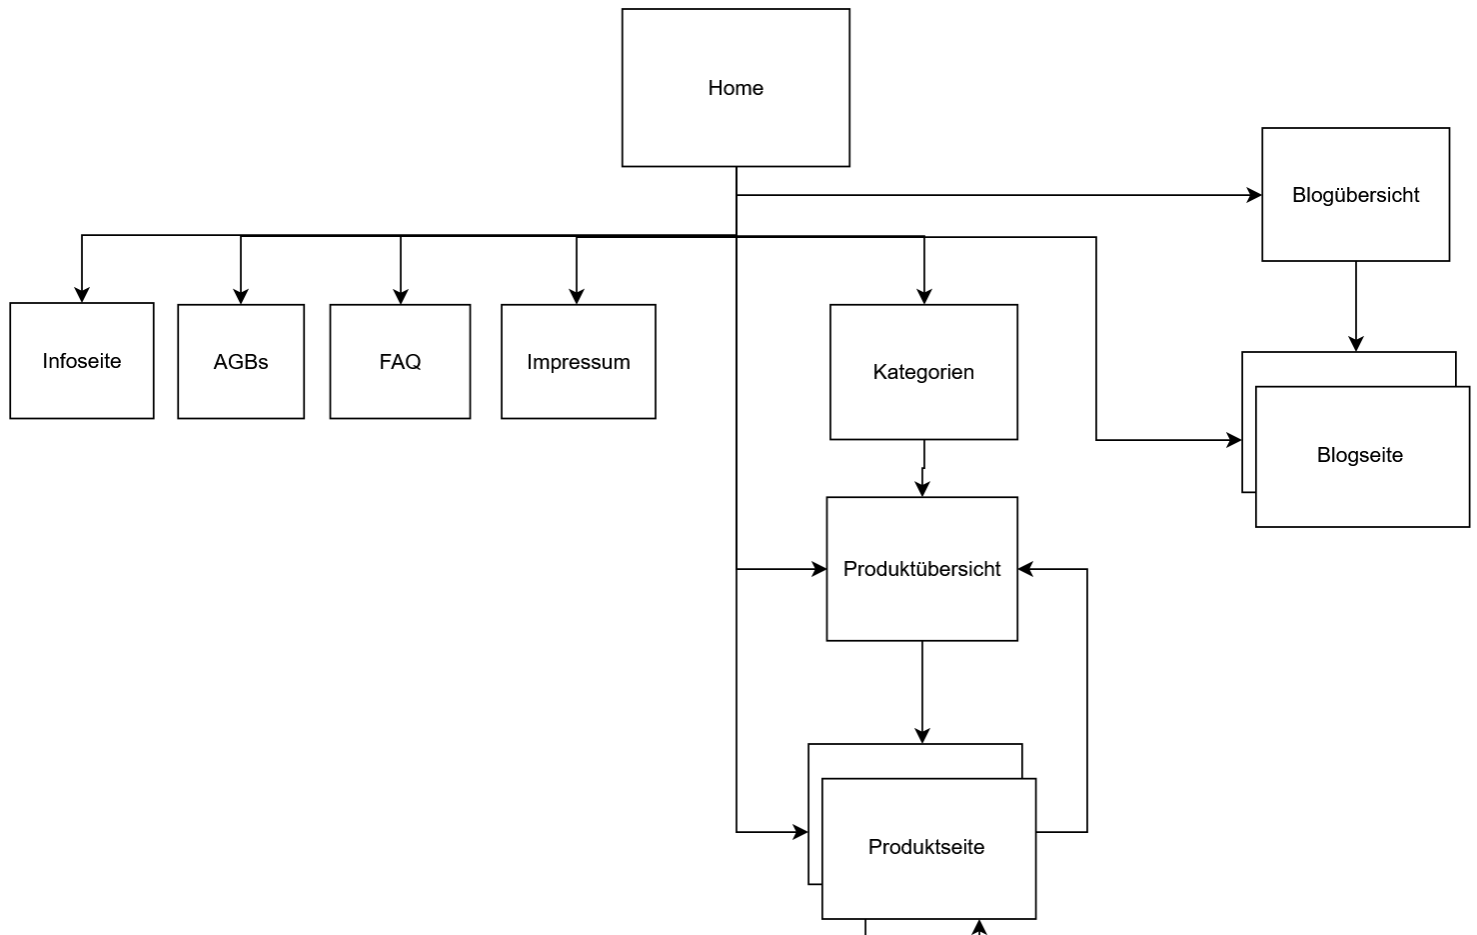 Home
Blogübersicht
Infoseite
AGBs
FAQ
Impressum
Kategorien
Blogseite
Produktübersicht
Produktseite